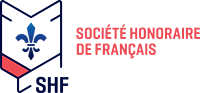 SOCIÉTÉ HONORAIRE
DE FRANÇAIS
SHF